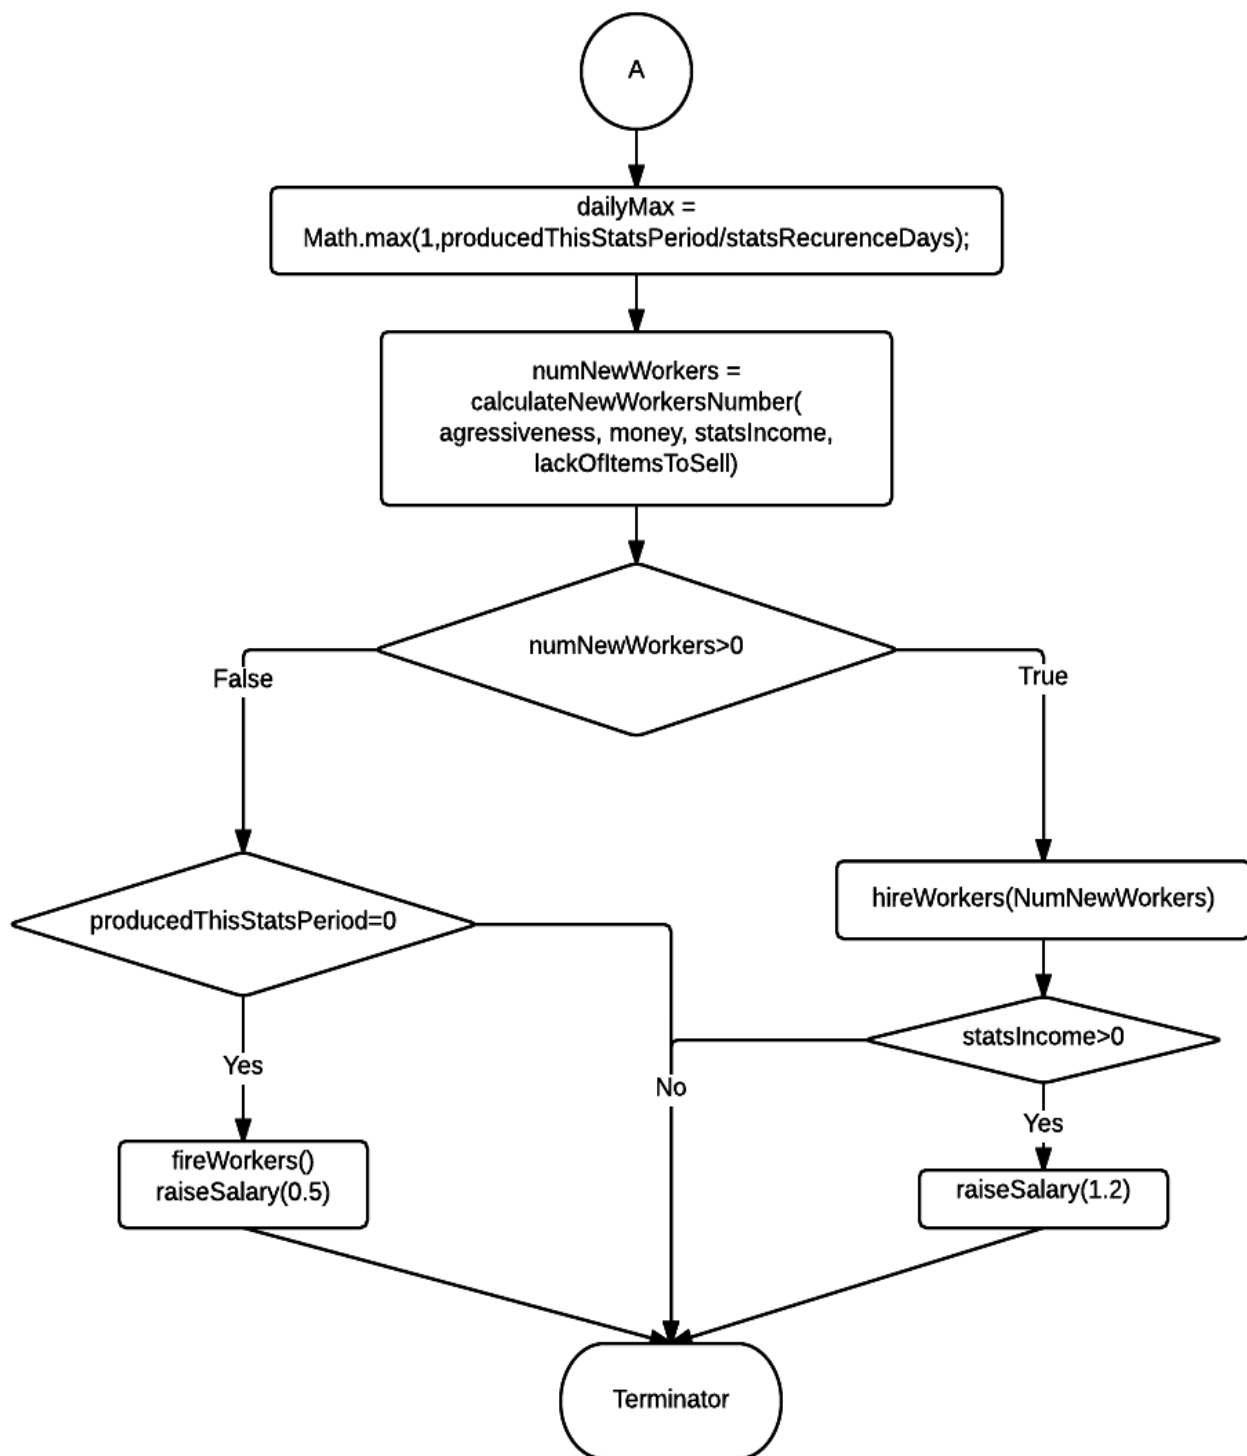 A
dailyMax =
Math.max(1,producedThisStatsPeriod/statsRecurenceDays);
numNewWorkers =
calculateNewWorkersNumber(
agressiveness, money, statsIncome,
lackOfItemsToSell)
numNewWorkers>0
False
True
producedThisStatsPeriod=0
hireWorkers(NumNewWorkers)
statsIncome>0
Yes
No
Yes
fireWorkers()
raiseSalary(0.5)
raiseSalary(1.2)
Terminator